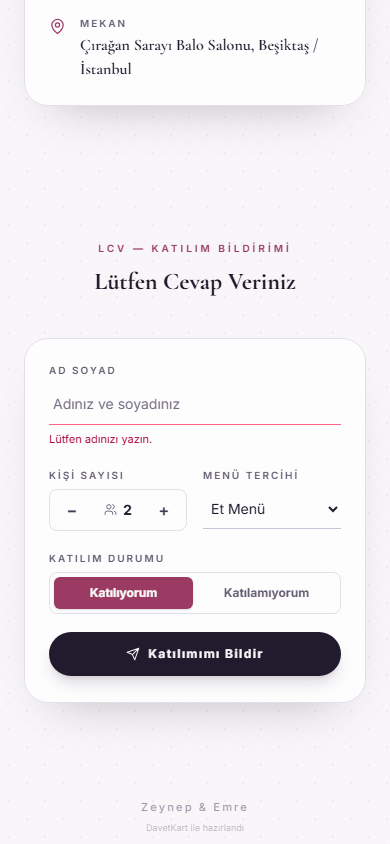 MEKAN
Çırağan Sarayı Balo Salonu, Beşiktaş /
İstanbul
LCV — KATILIM BİLDİRİMİ
Lütfen Cevap Veriniz
AD SOYAD
Adınız ve soyadınız
Lütfen adınızı yazın.
KİŞİ SAYISI
− 2 +
MENÜ TERCİHİ
Et Menü
KATILIM DURUMU
Katılıyorum Katılamıyorum
Katılımımı Bildir
Zeynep & Emre
DavetKart ile hazırlandı